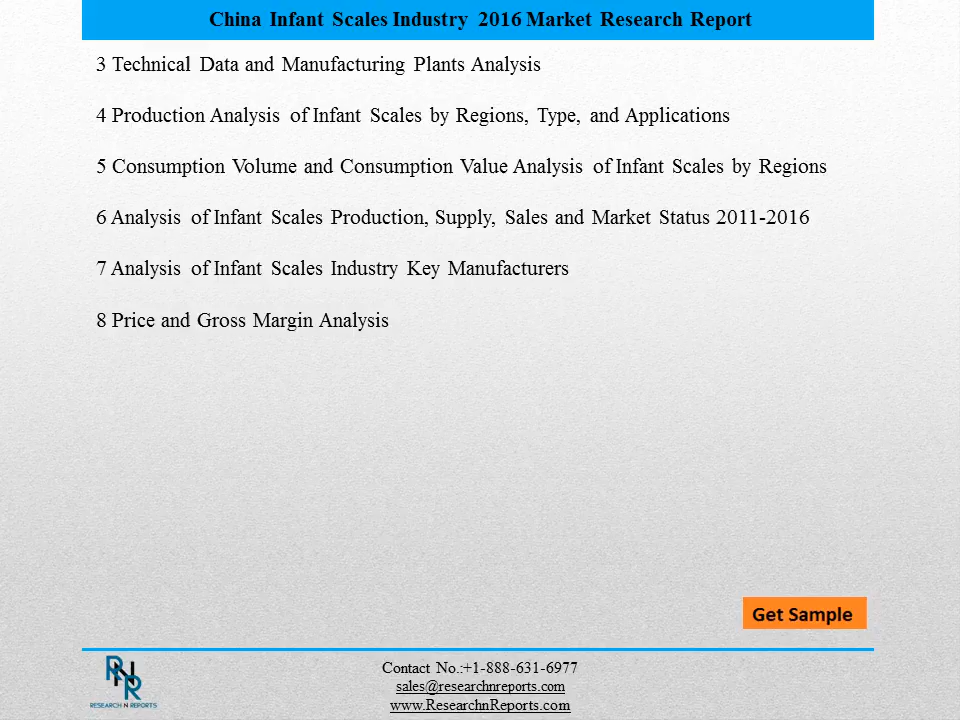 China Infant Scales Industry 2016 Market Research Report
3 Technical Data and Manufacturing Plants Analysis
4 Production Analysis of Infant Scales by Regions, Type, and Applications
5 Consumption Volume and Consumption Value Analysis of Infant Scales by Regions
6 Analysis of Infant Scales Production, Supply, Sales and Market Status 2011-2016
7 Analysis of Infant Scales Industry Key Manufacturers
8 Price and Gross Margin Analysis
Get Sample
RNR
RESEARCH N REPORTS
Contact No.:+1-888-631-6977
sales@researchnreports.com
www.ResearchnReports.com